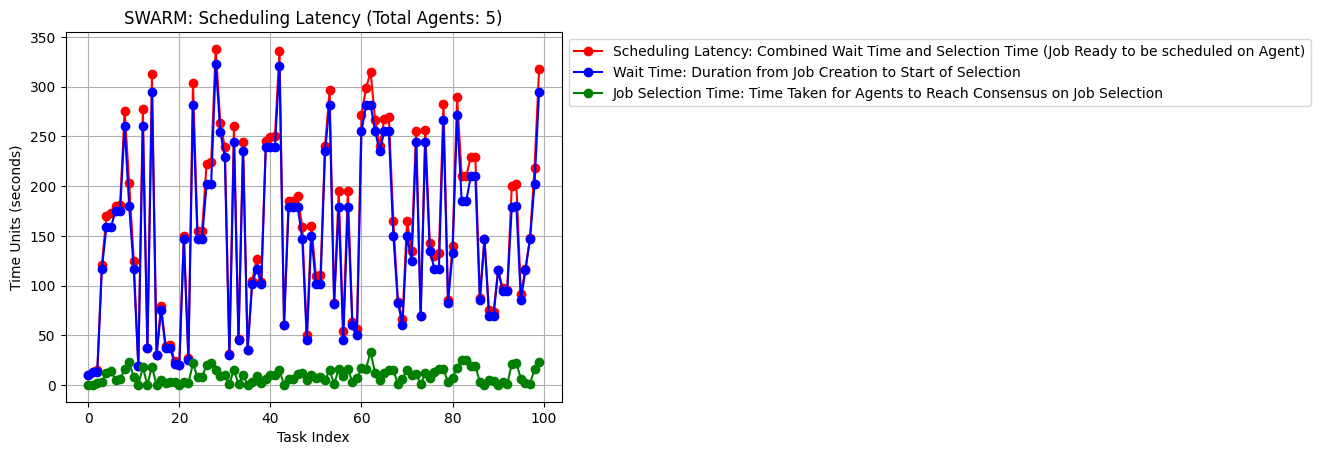 SWARM: Scheduling Latency (Total Agents: 5)
350
300
250
200
150
100
50
0
Time Units (seconds)
0 20 40 60 80 100
Task Index
Scheduling Latency: Combined Wait Time and Selection Time (Job Ready to be scheduled on Agent)
Wait Time: Duration from Job Creation to Start of Selection
Job Selection Time: Time Taken for Agents to Reach Consensus on Job Selection